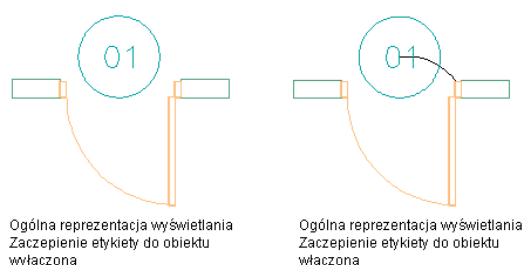 01
01
Ogólna reprezentacja wyświetlania
Zaczepienie etykiety do obiektu
wyłączona
Ogólna reprezentacja wyświetlania
Zaczepienie etykiety do obiektu
włączona